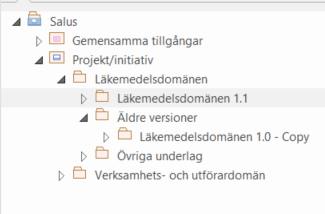 Salus
Gemensamma tillgångar
Projekt/initiativ
Läkemedelsdomänen
Läkemedelsdomänen 1.1
Äldre versioner
Läkemedelsdomänen 1.0 - Copy
Övriga underlag
Verksamhets- och utförardomän